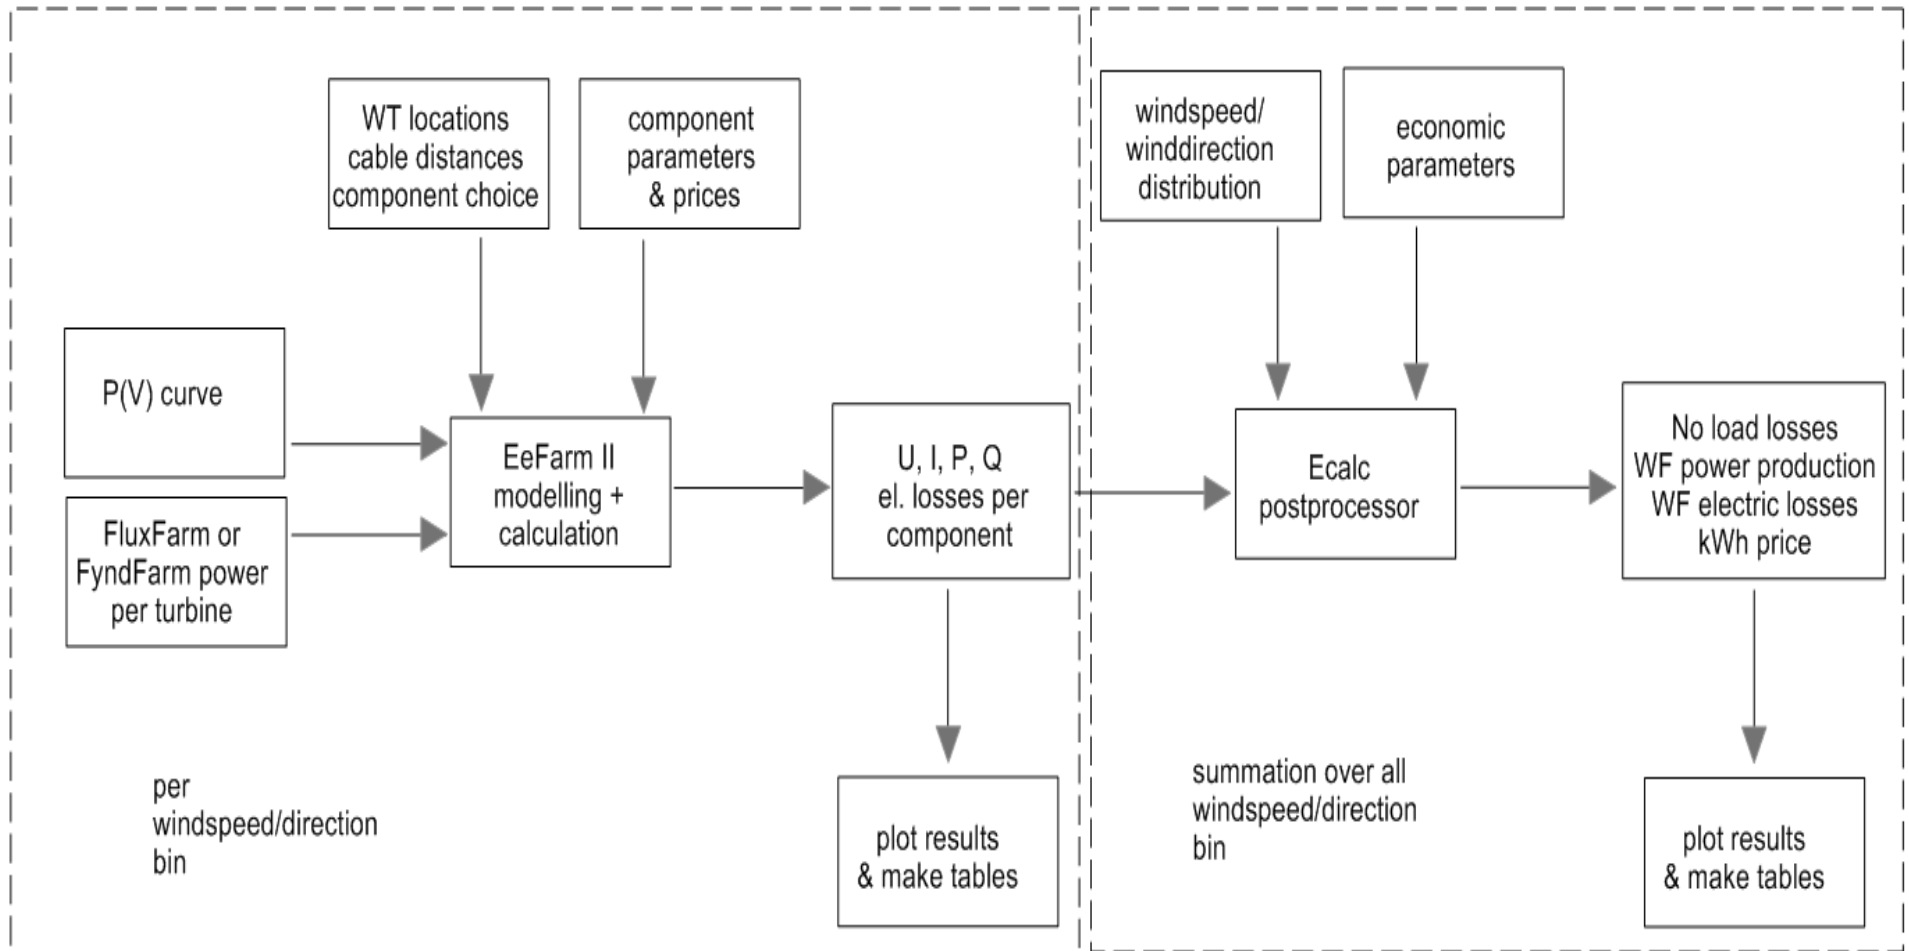 WT locations
cable distances
component choice
component
parameters
& prices
windspeed/
winddirection
distribution
economic
parameters
P(V) curve
FluxFarm or
FyndFarm power
per turbine
EeFarm II
modelling +
calculation
U, I, P, Q
el. losses per
component
Ecalc
postprocessor
No load losses
WF power production
WF electric losses
kWh price
per
windspeed/direction
bin
plot results
& make tables
summation over all
windspeed/direction
bin
plot results
& make tables